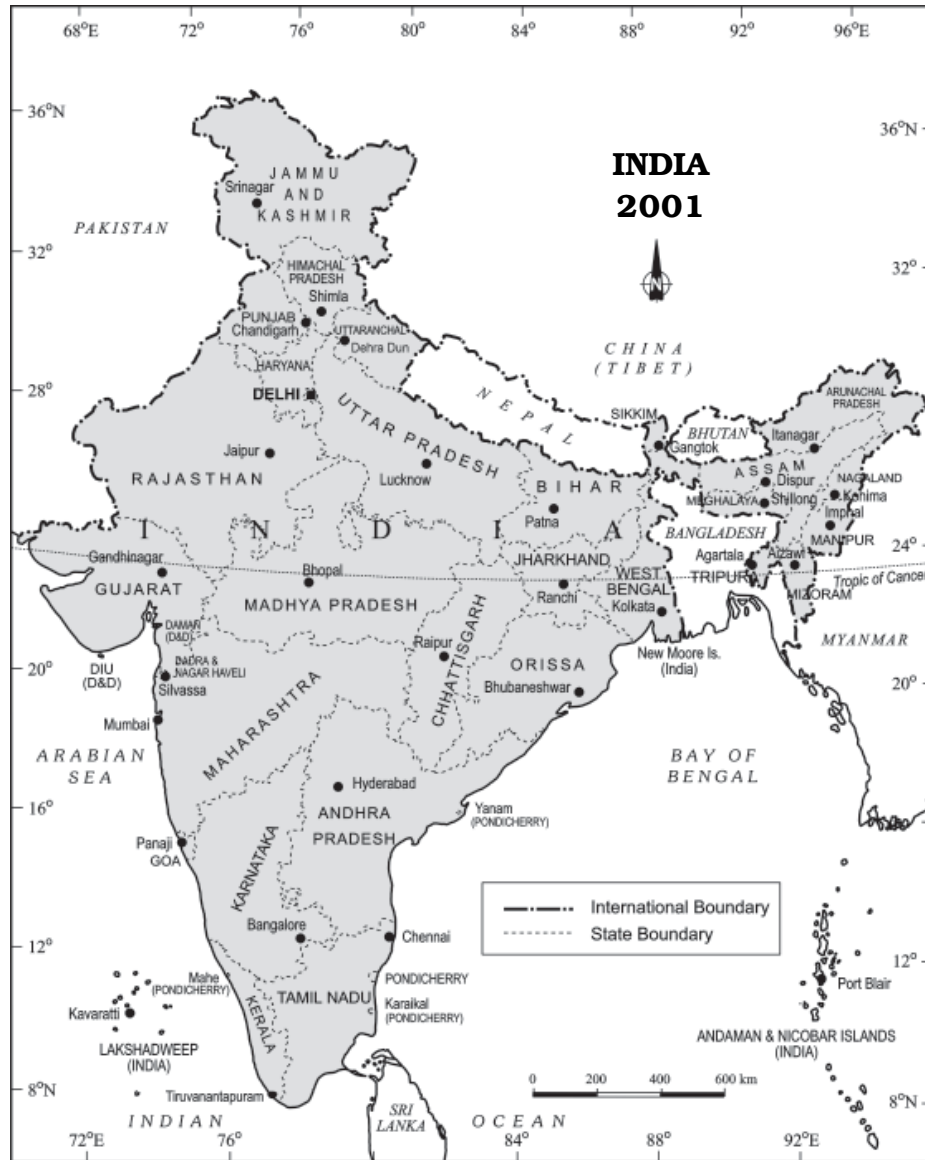 68°E
72°
76°
80°
84°
88°
92°
96°
36°N
36°N
INDIA
2001
JAMMU
AND
KASHMIR
Srinagar
PAKISTAN
32°
32°
HIMACHAL
PRADESH
Shimla
PUNJAB
Chandigarh
UTTARANCHAL
Dehra Dun
CHINA
(TIBET)
HARYANA
DELHI
28°
28°
NEPAL
SIKKIM
Gangtok
BHUTAN
ARUNACHAL
PRADESH
Itanagar
UTTAR PRADESH
Jaipur
RAJASTHAN
Lucknow
BIHAR
Patna
ASSAM
Dispur
MEGHALAYA
Shillong
NAGALAND
Kohima
Imphal
MANIPUR
INDIA
BANGLADESH
24°
24°
Gandhinagar
GUJARAT
Bhopal
MADHYA PRADESH
JHARKHAND
Ranchi
WEST
BENGAL
Kolkata
Agartala
TRIPURA
Aizawl
MIZORAM
Tropic of Cancer
DAMAN
(D&D)
DIU
(D&D)
DADRA &
NAGAR HAVELI
Silvassa
Raipur
CHHATTISGARH
ORISSA
Bhubaneshwar
New Moore Is.
(India)
MYANMAR
20°
20°
Mumbai
MAHARASHTRA
ARABIAN
SEA
BAY OF
BENGAL
Hyderabad
ANDHRA
PRADESH
Yanam
(PONDICHERRY)
16°
16°
Panaji
GOA
KARNATAKA
International Boundary
State Boundary
Bangalore
Chennai
12°
12°
Mahe
(PONDICHERRY)
PONDICHERRY
TAMIL NADU
Karaikal
(PONDICHERRY)
KERALA
Kavaratti
LAKSHADWEEP
(INDIA)
Port Blair
ANDAMAN & NICOBAR ISLANDS
(INDIA)
Tiruvanantapuram
8°N
8°N
0 200 400 600 km
SRI
LANKA
INDIAN OCEAN
72°E
76°
84°
88°
92°E